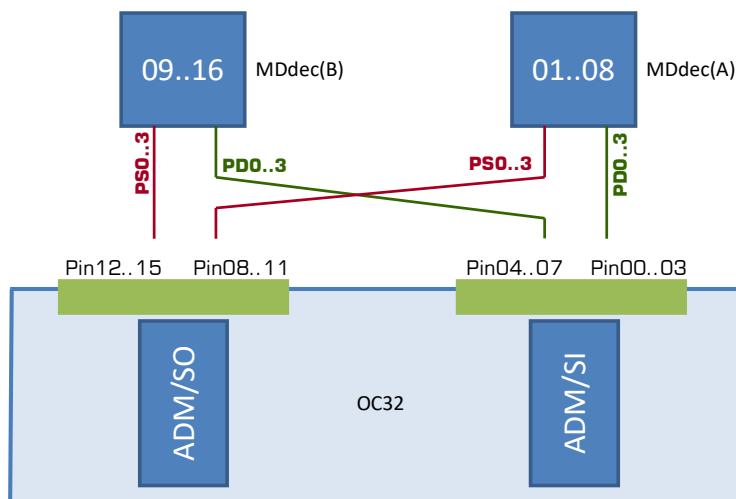 09..16
MDdec(B)
01..08
MDdec(A)
PS0..3
PD0..3
PS0..3
PD0..3
Pin12..15
Pin08..11
Pin04..07
Pin00..03
ADM/SO
OC32
ADM/SI